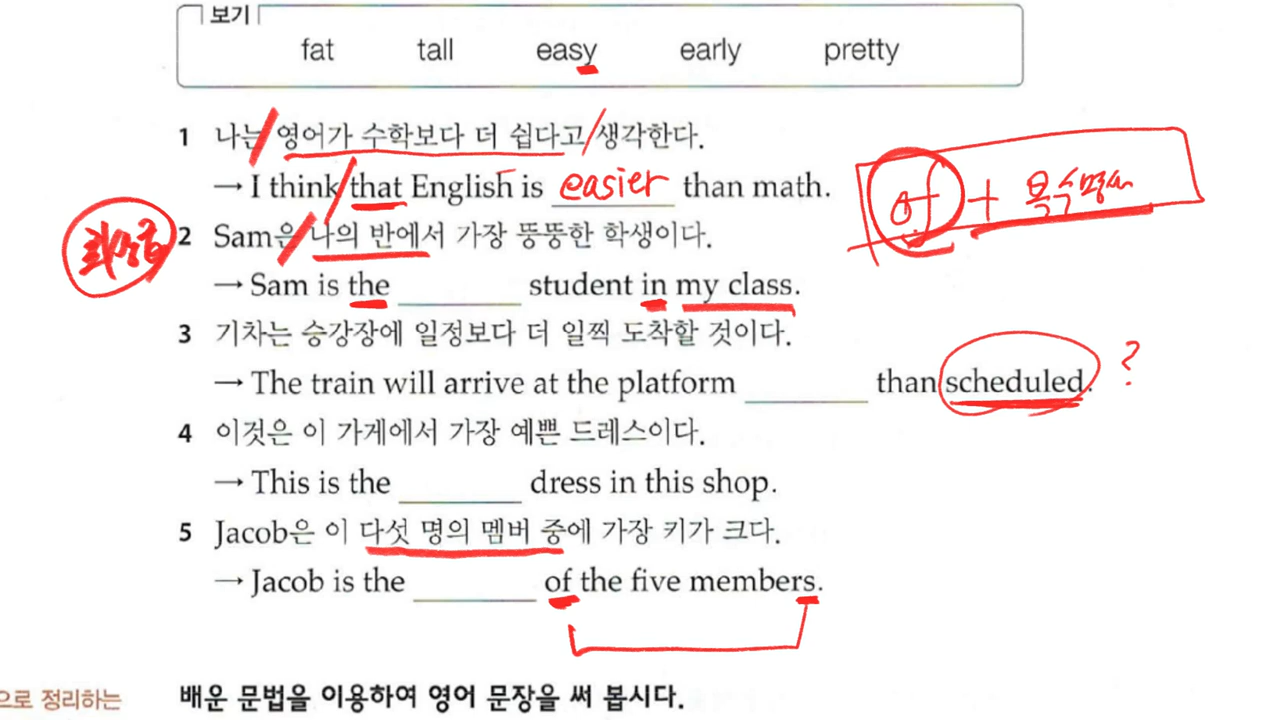 보기
fat tall easy early pretty
1 나는 영어가 수학보다 더 쉽다고 생각한다.
→ I think that English is easier than math.
of + 복수명사
최상급
2 Sam은 나의 반에서 가장 뚱뚱한 학생이다.
→ Sam is the ________ student in my class.
3 기차는 승강장에 일정보다 더 일찍 도착할 것이다.
→ The train will arrive at the platform ________ than scheduled. ?
4 이것은 이 가게에서 가장 예쁜 드레스이다.
→ This is the ________ dress in this shop.
5 Jacob은 이 다섯 명의 멤버 중에 가장 키가 크다.
→ Jacob is the ________ of the five members.
으로 정리하는 배운 문법을 이용하여 영어 문장을 써 봅시다.